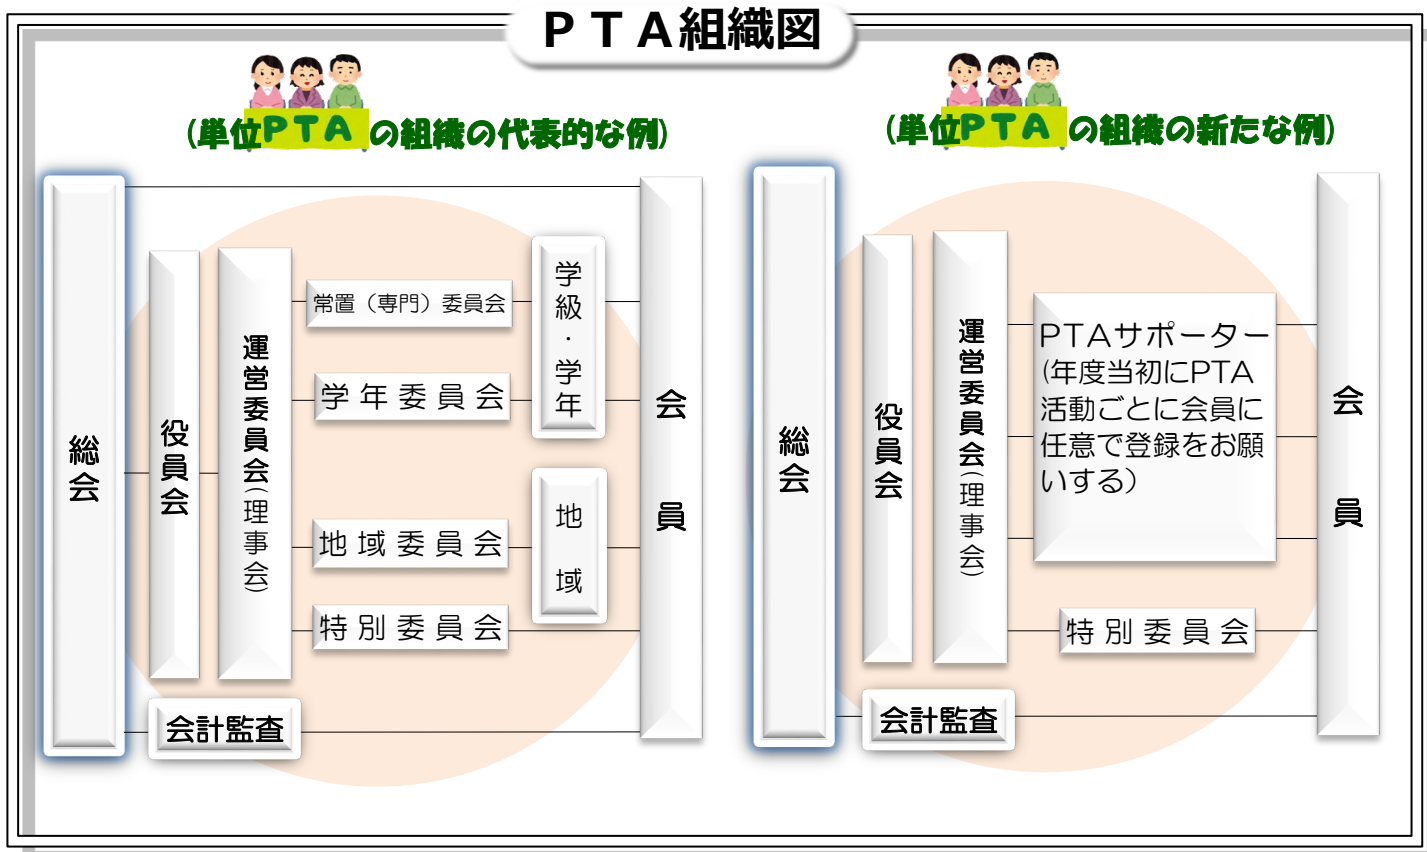 PTA組織図
(単位PTAの組織の代表的な例)
総会
役員会
運営委員会(理事会)
常置(専門)委員会
学年委員会
地域委員会
特別委員会
学級・学年
地域
会員
会計監査
(単位PTAの組織の新たな例)
総会
役員会
運営委員会(理事会)
PTAサポーター
(年度当初にPTA
活動ごとに会員に
任意で登録をお願
いする)
特別委員会
会員
会計監査